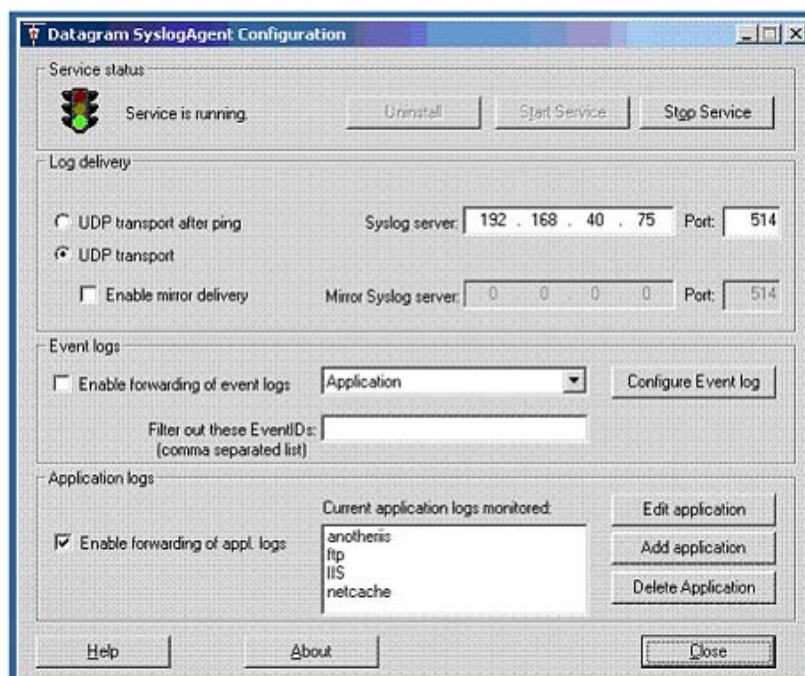 Datagram SyslogAgent Configuration
Service status
Service is running.
Uninstall
Start Service
Stop Service
Log delivery
UDP transport after ping
Syslog server: 192 . 168 . 40 . 75 Port: 514
UDP transport
Enable mirror delivery
Mirror Syslog server: 0 0 0 0 Port: 514
Event logs
Enable forwarding of event logs
Application
Configure Event log
Filter out these EventIDs:
(comma separated list)
Application logs
Current application logs monitored:
Enable forwarding of appl. logs
anotheriis
ftp
IIS
netcache
Edit application
Add application
Delete Application
Help
About
Close